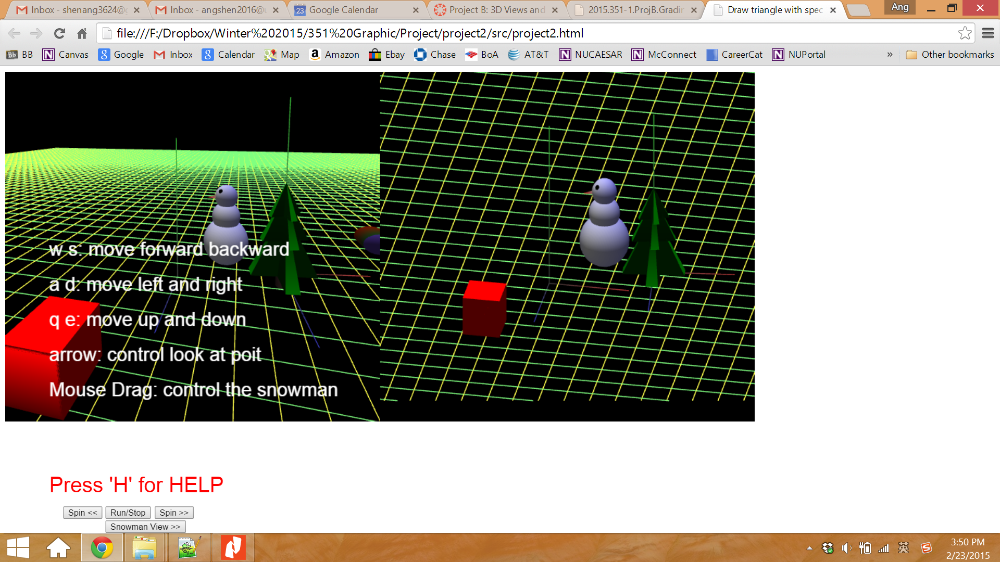 Inbox - shenang3624@
Inbox - angshen2016@
23 Google Calendar
Project B: 3D Views and
2015.351-1.ProjB.Gradin
Draw triangle with spec
Ang
file:///F:/Dropbox/Winter%202015/351%20Graphic/Project/project2/src/project2.html
Bb BB
N Canvas
g Google
Inbox
g Calendar
Map
a Amazon
Ebay
Chase
BoA
AT&T
N NUCAESAR
N McConnect
CareerCat
N NUPortal
»
Other bookmarks
w s: move forward backward
a d: move left and right
q e: move up and down
arrow: control look at poit
Mouse Drag: control the snowman
Press 'H' for HELP
Spin << Run/Stop Spin >>
Snowman View >>
英
S
3:50 PM
2/23/2015